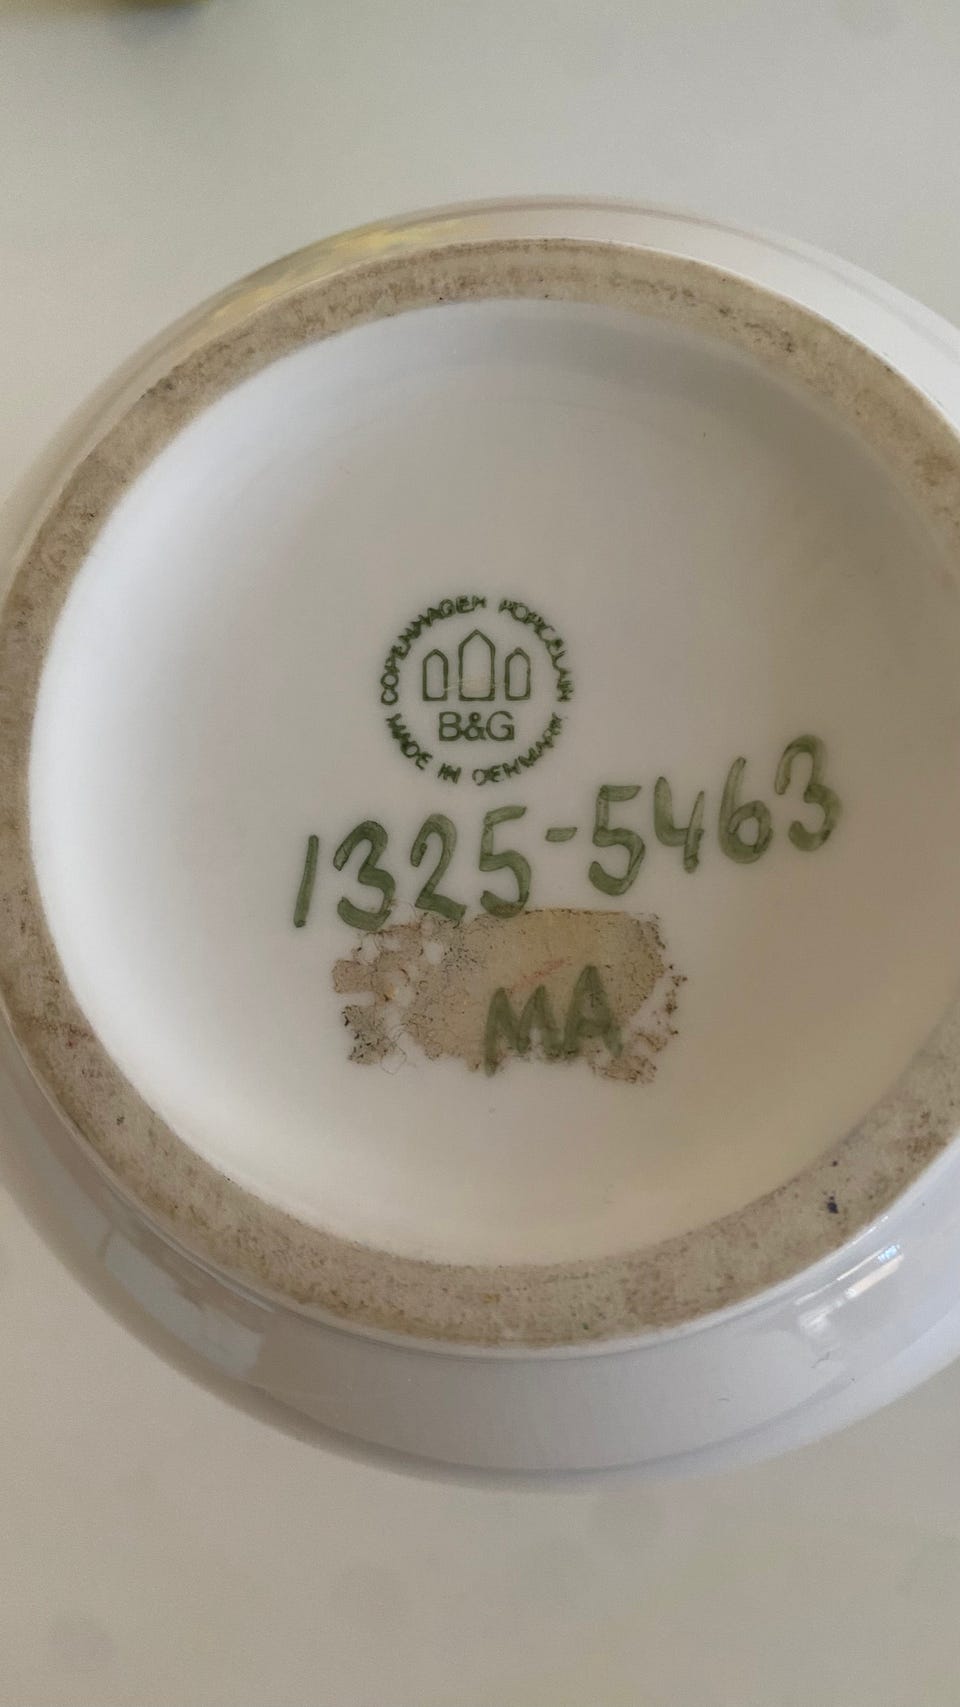 COPENHAGEN PORCELAIN
B&G
MADE IN DENMARK
1325-5463
MA